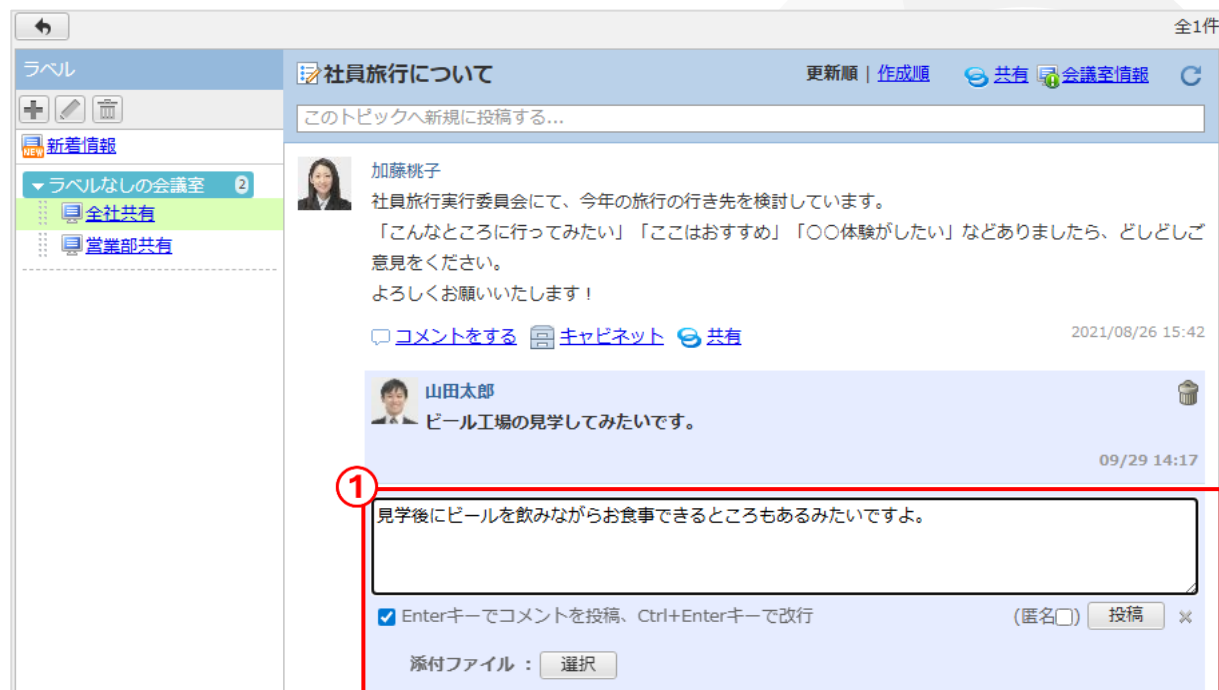 全1件
ラベル
新着情報
ラベルなしの会議室 2
全社共有
営業部共有
社員旅行について 更新順 | 作成順 共有 会議室情報
このトピックへ新規に投稿する...
加藤桃子
社員旅行実行委員会にて、今年の旅行の行き先を検討しています。
「こんなところに行ってみたい」「ここはおすすめ」「○○体験がしたい」などありましたら、どしどしご
意見をください。
よろしくお願いいたします！
コメントをする キャビネット 共有 2021/08/26 15:42
山田太郎
ビール工場の見学してみたいです。
09/29 14:17
①
見学後にビールを飲みながらお食事できるところもあるみたいですよ。
Enterキーでコメントを投稿、Ctrl+Enterキーで改行 (匿名) 投稿
添付ファイル : 選択